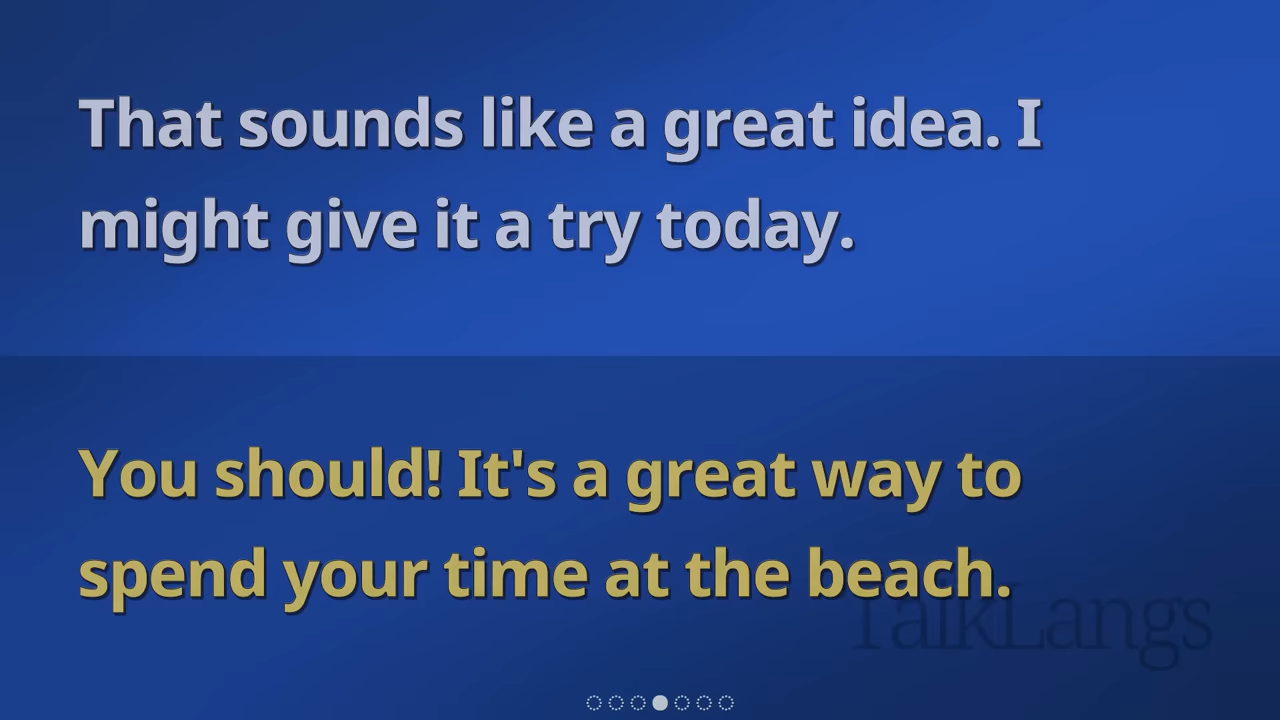 That sounds like a great idea. I
might give it a try today.
You should! It's a great way to
spend your time at the beach.
TalkLangs